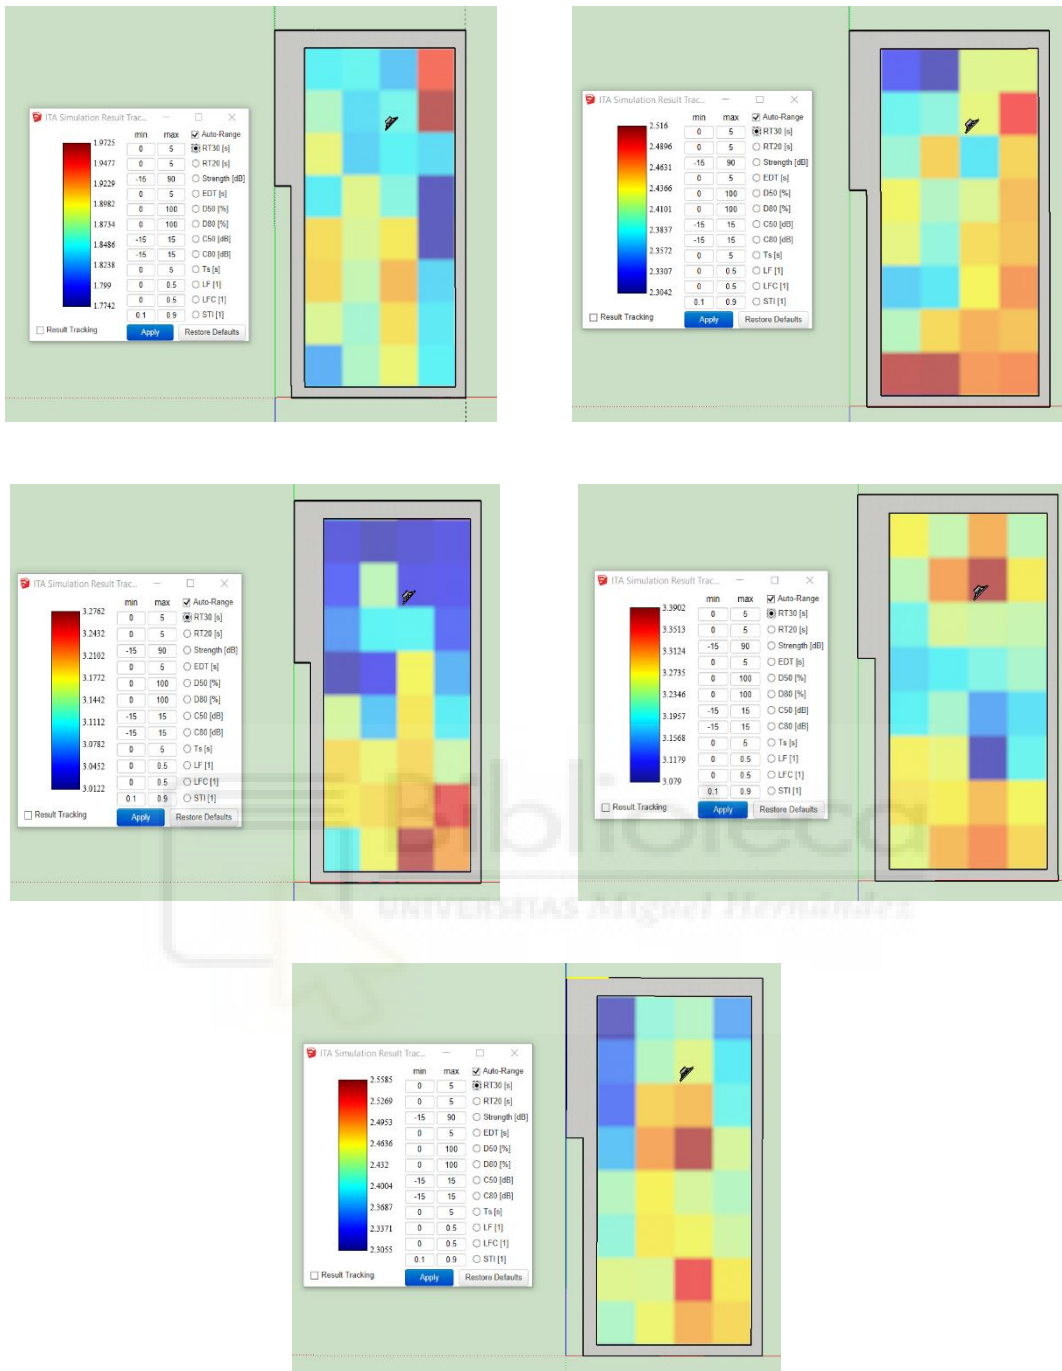 ITA Simulation Result Trac...
min max Auto-Range
1.9725 0 5 RT30 [s]
1.9477 0 5 RT20 [s]
1.9229 -15 90 Strength [dB]
1.8982 0 5 EDT [s]
1.8734 0 100 D50 [%]
1.8486 0 100 D80 [%]
1.8238 -15 15 C50 [dB]
1.799 -15 15 C80 [dB]
1.7742 0 5 Ts [s]
0 0.5 LF [1]
0 0.5 LFC [1]
0.1 0.9 STI [1]
Result Tracking Apply Restore Defaults
ITA Simulation Result Trac...
min max Auto-Range
2.516 0 5 RT30 [s]
2.4896 0 5 RT20 [s]
2.4631 -15 90 Strength [dB]
2.4366 0 5 EDT [s]
2.4101 0 100 D50 [%]
2.3837 0 100 D80 [%]
2.3572 -15 15 C50 [dB]
2.3307 -15 15 C80 [dB]
2.3042 0 5 Ts [s]
0 0.5 LF [1]
0 0.5 LFC [1]
0.1 0.9 STI [1]
Result Tracking Apply Restore Defaults
ITA Simulation Result Trac...
min max Auto-Range
3.2762 0 5 RT30 [s]
3.2432 0 5 RT20 [s]
3.2102 -15 90 Strength [dB]
3.1772 0 5 EDT [s]
3.1442 0 100 D50 [%]
3.1112 0 100 D80 [%]
3.0782 -15 15 C50 [dB]
3.0452 -15 15 C80 [dB]
3.0122 0 5 Ts [s]
0 0.5 LF [1]
0 0.5 LFC [1]
0.1 0.9 STI [1]
Result Tracking Apply Restore Defaults
ITA Simulation Result Trac...
min max Auto-Range
3.3902 0 5 RT30 [s]
3.3513 0 5 RT20 [s]
3.3124 -15 90 Strength [dB]
3.2735 0 5 EDT [s]
3.2346 0 100 D50 [%]
3.1957 0 100 D80 [%]
3.1568 -15 15 C50 [dB]
3.1179 -15 15 C80 [dB]
3.079 0 5 Ts [s]
0 0.5 LF [1]
0 0.5 LFC [1]
0.1 0.9 STI [1]
Result Tracking Apply Restore Defaults
Biblioteca
UNIVERSITAS Miguel Hernández
ITA Simulation Result Trac...
min max Auto-Range
2.5585 0 5 RT30 [s]
2.5269 0 5 RT20 [s]
2.4953 -15 90 Strength [dB]
2.4636 0 5 EDT [s]
2.432 0 100 D50 [%]
2.4004 0 100 D80 [%]
2.3687 -15 15 C50 [dB]
2.3371 -15 15 C80 [dB]
2.3055 0 5 Ts [s]
0 0.5 LF [1]
0 0.5 LFC [1]
0.1 0.9 STI [1]
Result Tracking Apply Restore Defaults